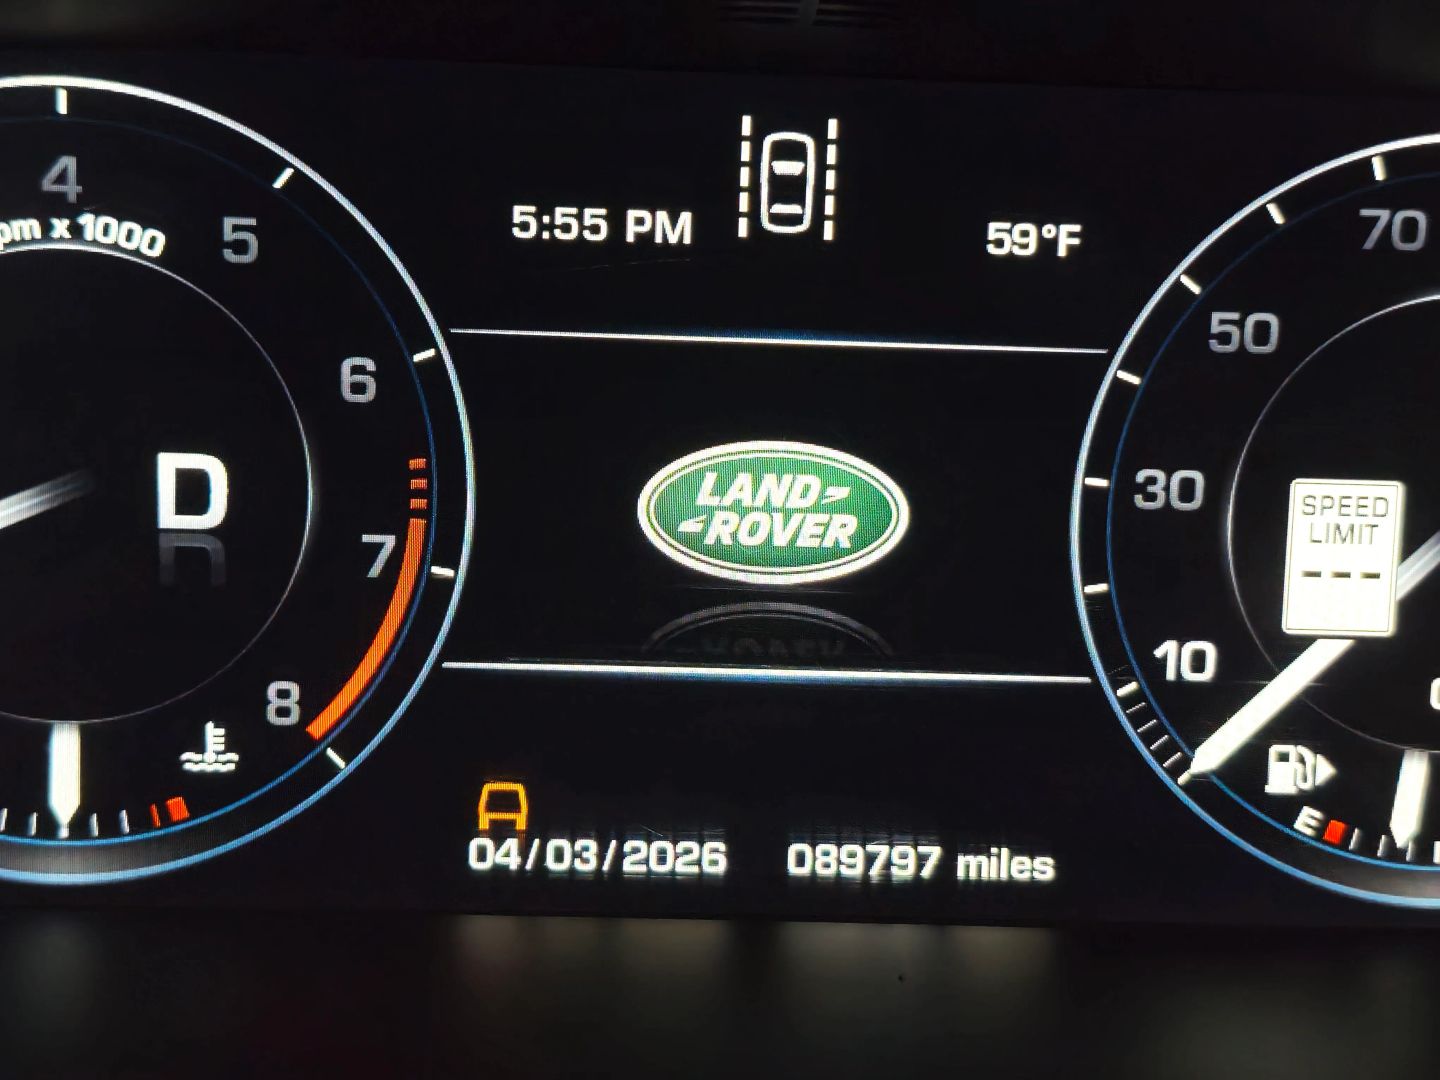 4
5
pm x 1000
6
7
8
D
5:55 PM
59°F
LAND
ROVER
04/03/2026
089797 miles
70
50
30
10
SPEED
LIMIT
---
E